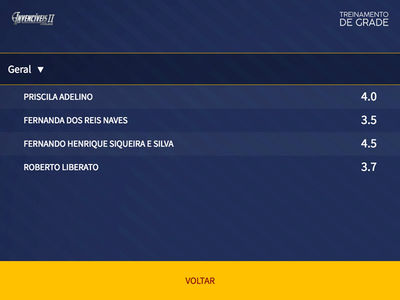 INVENCÍVEIS II
TREINAMENTO
DE GRADE
Geral ▼
PRISCILA ADELINO 4.0
FERNANDA DOS REIS NAVES 3.5
FERNANDO HENRIQUE SIQUEIRA E SILVA 4.5
ROBERTO LIBERATO 3.7
VOLTAR